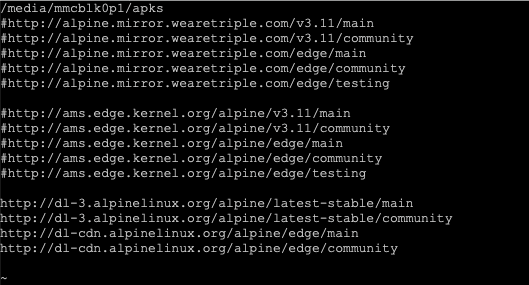 /media/mmcblk0p1/apks
#http://alpine.mirror.wearetriple.com/v3.11/main
#http://alpine.mirror.wearetriple.com/v3.11/community
#http://alpine.mirror.wearetriple.com/edge/main
#http://alpine.mirror.wearetriple.com/edge/community
#http://alpine.mirror.wearetriple.com/edge/testing

#http://ams.edge.kernel.org/alpine/v3.11/main
#http://ams.edge.kernel.org/alpine/v3.11/community
#http://ams.edge.kernel.org/alpine/edge/main
#http://ams.edge.kernel.org/alpine/edge/community
#http://ams.edge.kernel.org/alpine/edge/testing

http://dl-3.alpinelinux.org/alpine/latest-stable/main
http://dl-3.alpinelinux.org/alpine/latest-stable/community
http://dl-cdn.alpinelinux.org/alpine/edge/main
http://dl-cdn.alpinelinux.org/alpine/edge/community

~